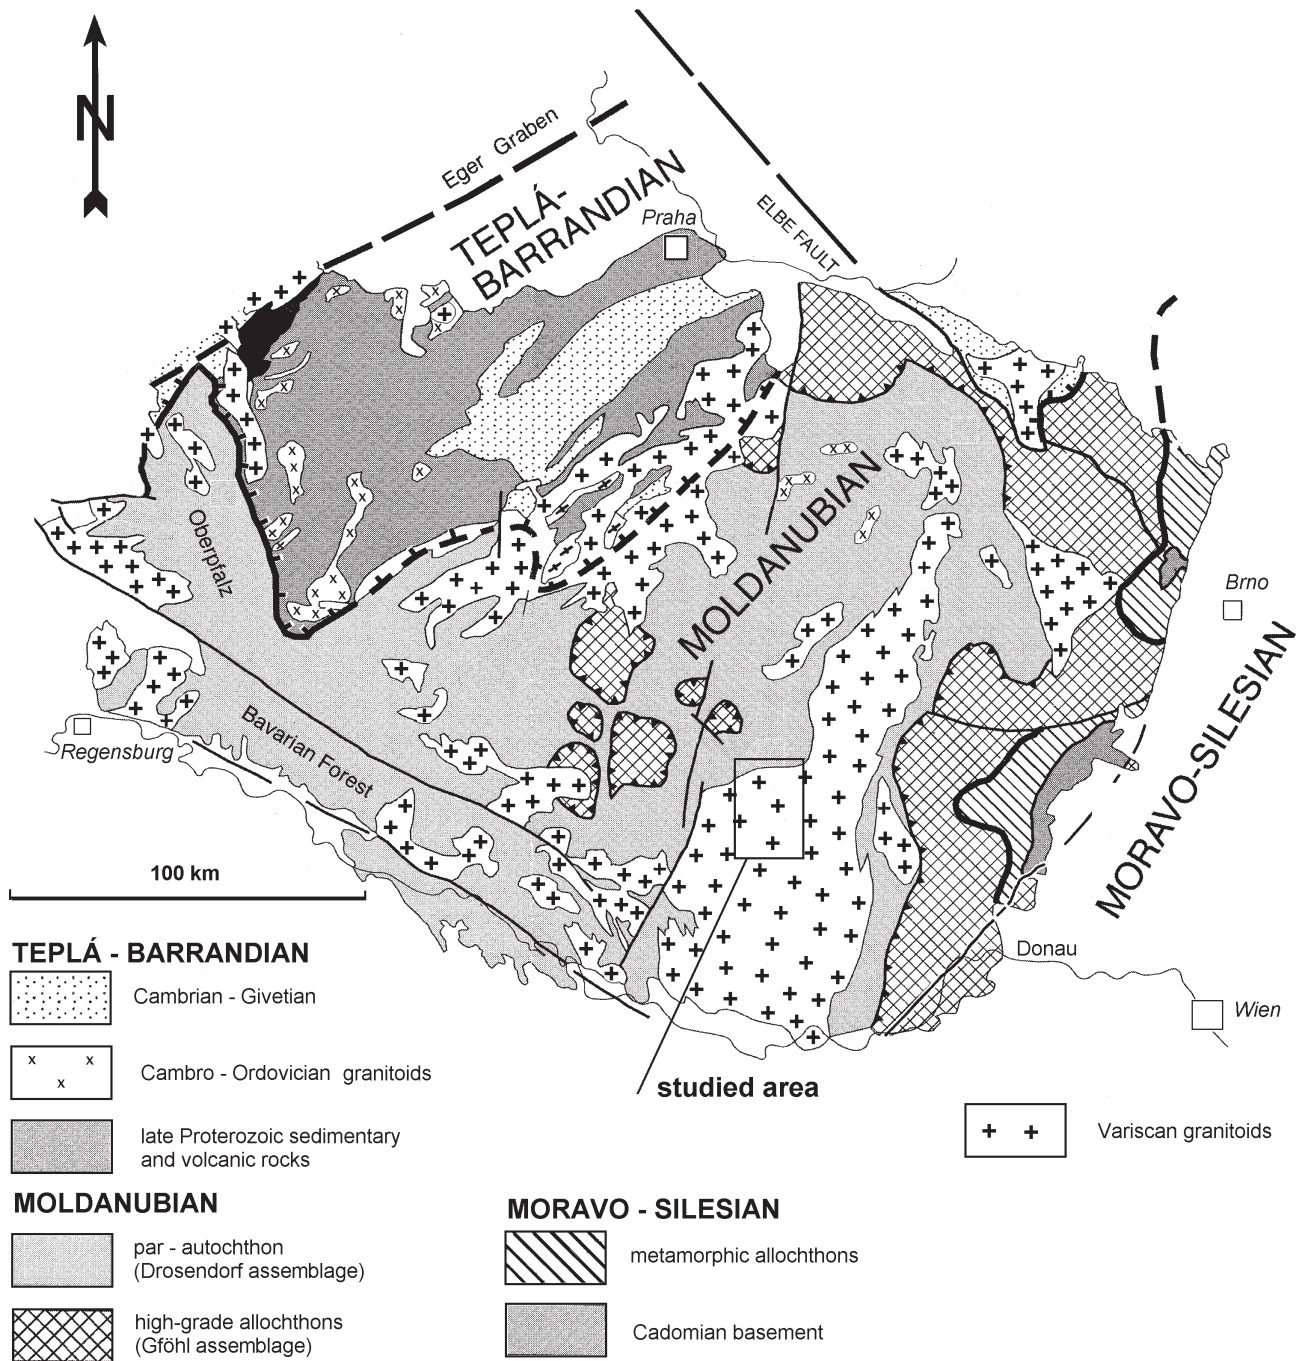 N
Eger Graben
TEPLÁ-
BARRANDIAN
Praha
ELBE FAULT
Oberpfalz
MOLDANUBIAN
Brno
MORAVO-SILESIAN
Regensburg
Bavarian Forest
100 km
Donau
Wien
studied area
TEPLÁ - BARRANDIAN
Cambrian - Givetian
x x
x
Cambro - Ordovician granitoids
late Proterozoic sedimentary
and volcanic rocks
+ +
Variscan granitoids
MOLDANUBIAN
par - autochthon
(Drosendorf assemblage)
high-grade allochthons
(Gföhl assemblage)
MORAVO - SILESIAN
metamorphic allochthons
Cadomian basement